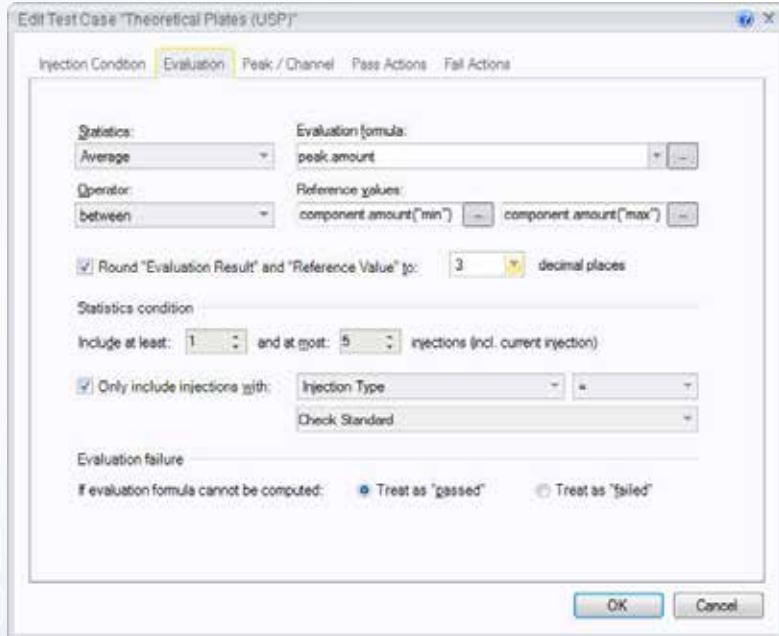 Edit Test Case "Theoretical Plates (USP)"
Injection Condition Evaluation Peak / Channel Pass Actions Fail Actions
Statistics: Evaluation formula:
Average peak.amount ...
Operator: Reference values:
between component.amount("min") ... component.amount("max") ...
Round "Evaluation Result" and "Reference Value" to: 3 decimal places
Statistics condition
Include at least: 1 and at most: 5 injections (incl. current injection)
Only include injections with: Injection Type =
Check Standard
Evaluation failure
If evaluation formula cannot be computed: Treat as "passed" Treat as "failed"
OK Cancel